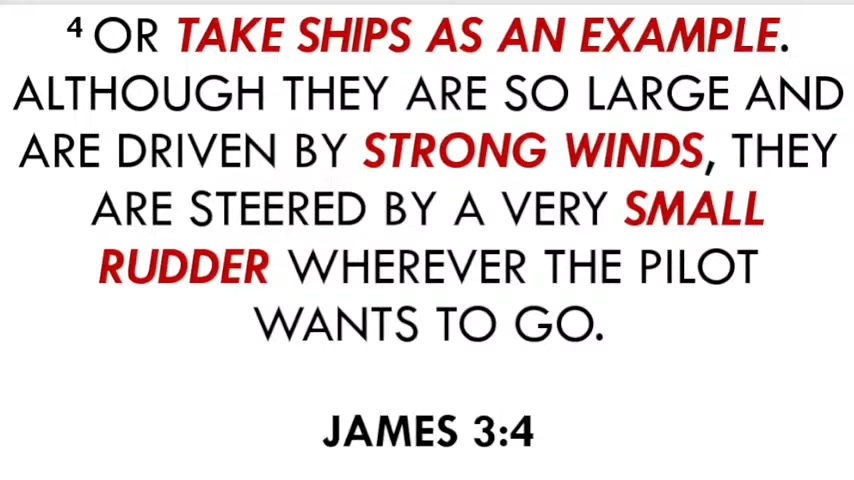 ⁴ OR TAKE SHIPS AS AN EXAMPLE.
ALTHOUGH THEY ARE SO LARGE AND
ARE DRIVEN BY STRONG WINDS, THEY
ARE STEERED BY A VERY SMALL
RUDDER WHEREVER THE PILOT
WANTS TO GO.
JAMES 3:4